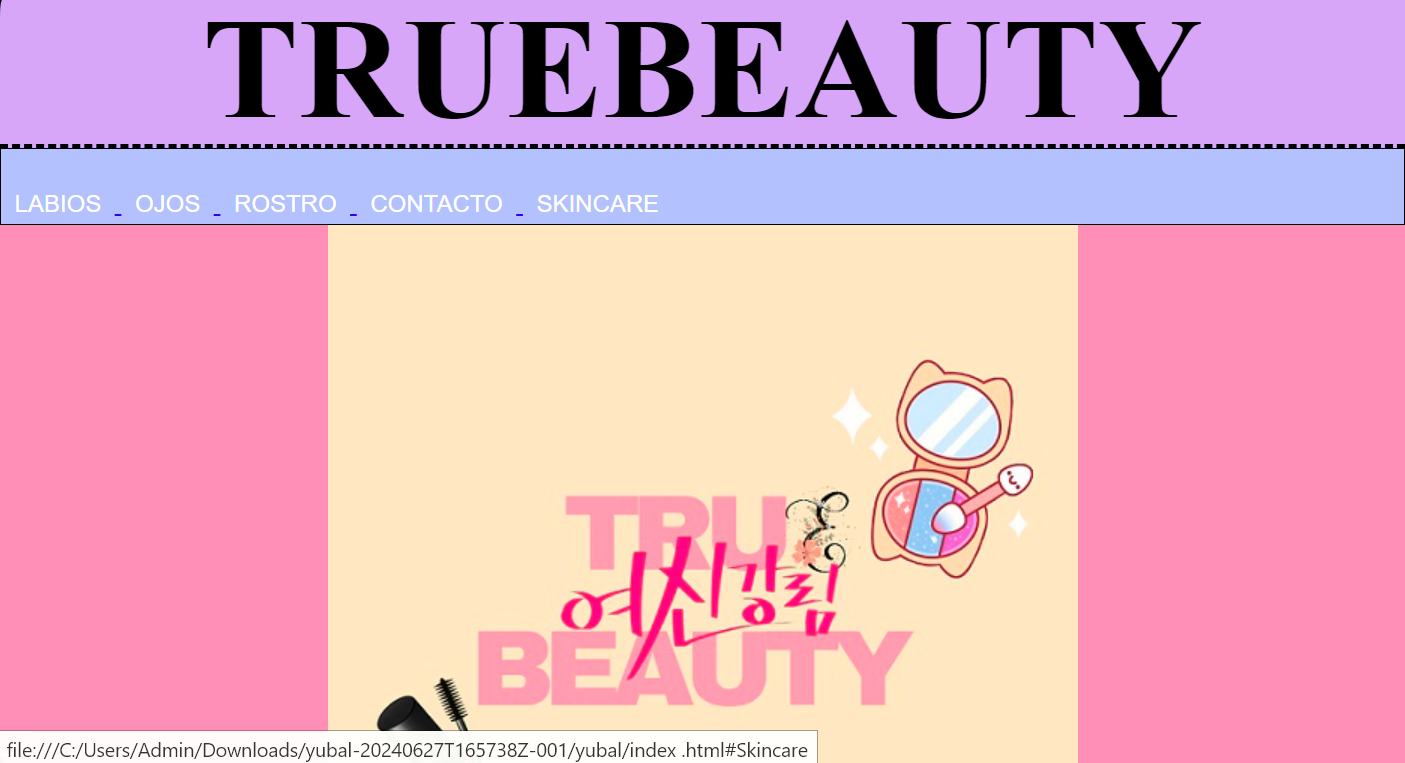 TRUEBEAUTY
LABIOS - OJOS - ROSTRO - CONTACTO - SKINCARE
TRUE
여신강림
BEAUTY
file:///C:/Users/Admin/Downloads/yubal-20240627T165738Z-001/yubal/index .html#Skincare